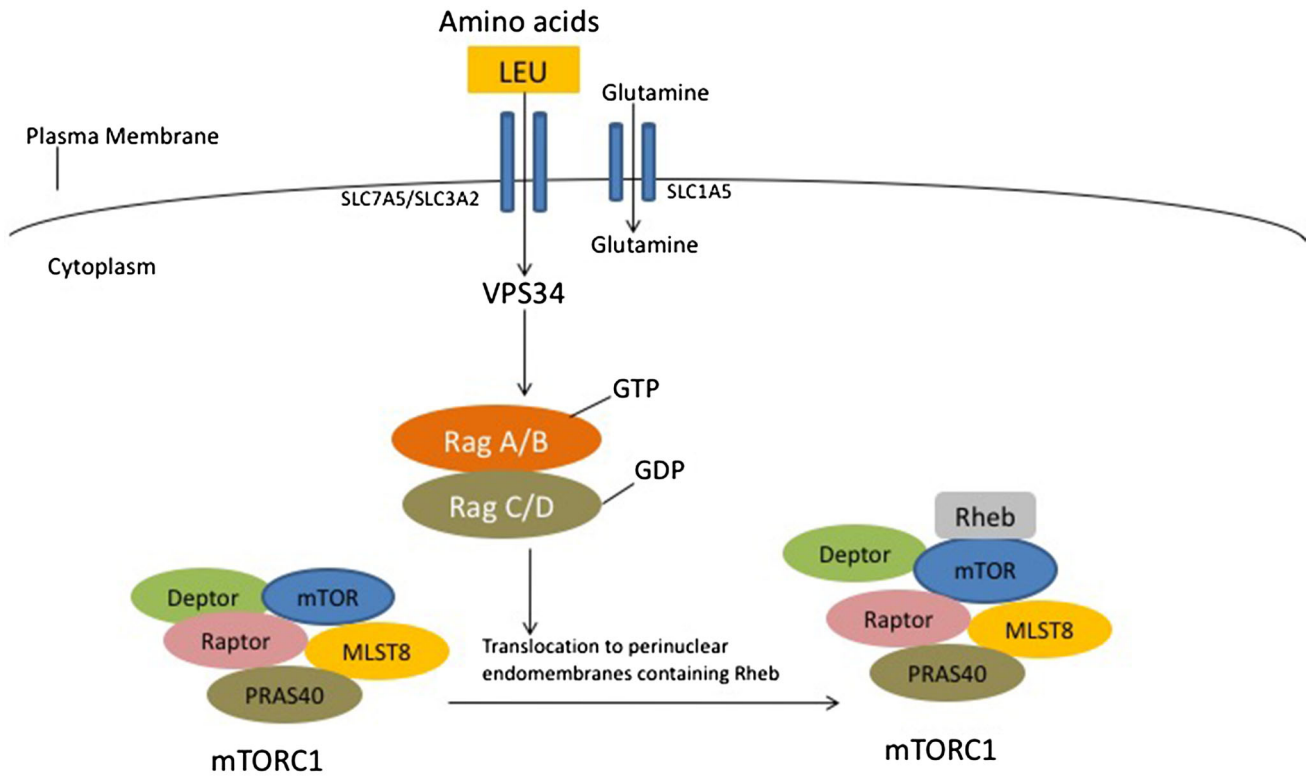 Amino acids
LEU
Glutamine
Plasma Membrane
SLC7A5/SLC3A2
SLC1A5
Glutamine
Cytoplasm
VPS34
GTP
Rag A/B
GDP
Rag C/D
Rheb
Deptor
mTOR
Deptor
mTOR
Raptor
MLST8
Raptor
MLST8
Translocation to perinuclear
endomembranes containing Rheb
PRAS40
PRAS40
mTORC1
mTORC1